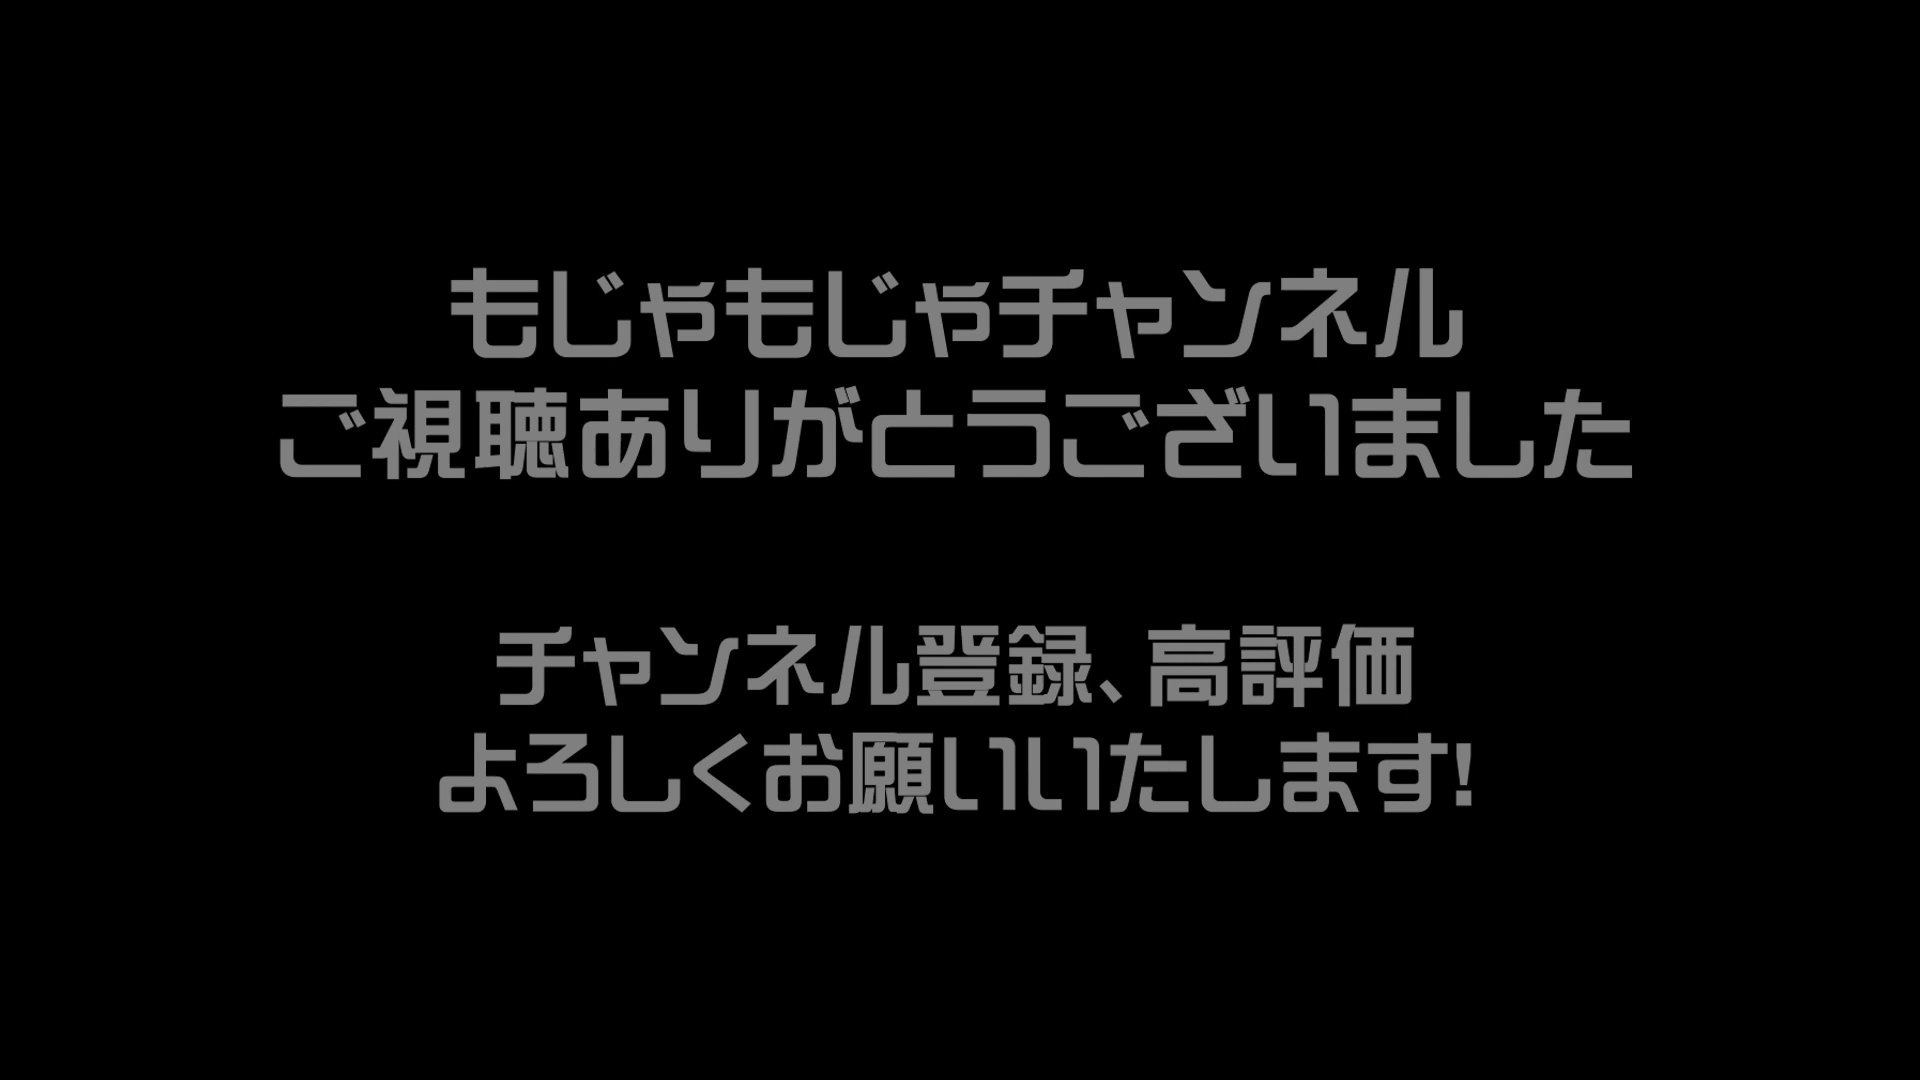 もじゃもじゃチャンネル
ご視聴ありがとうございました
チャンネル登録、高評価
よろしくお願いいたします!